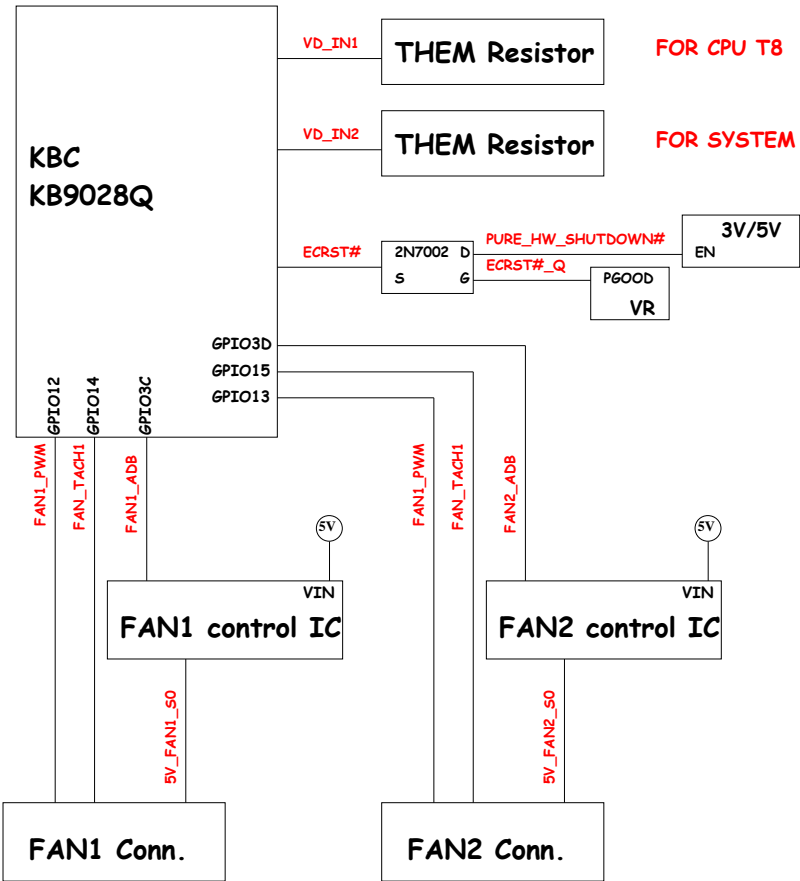 VD_IN1
THEM Resistor
FOR CPU T8
VD_IN2
THEM Resistor
FOR SYSTEM
KBC
KB9028Q
ECRST#
2N7002 D
S G
PURE_HW_SHUTDOWN#
ECRST#_Q
3V/5V
EN
PGOOD
VR
GPIO3D
GPIO15
GPIO13
GPIO12
GPIO14
GPIO3C
FAN1_PWM
FAN_TACH1
FAN1_ADB
FAN1_PWM
FAN_TACH1
FAN2_ADB
5V
VIN
FAN1 control IC
5V
VIN
FAN2 control IC
5V_FAN1_S0
5V_FAN2_S0
FAN1 Conn.
FAN2 Conn.